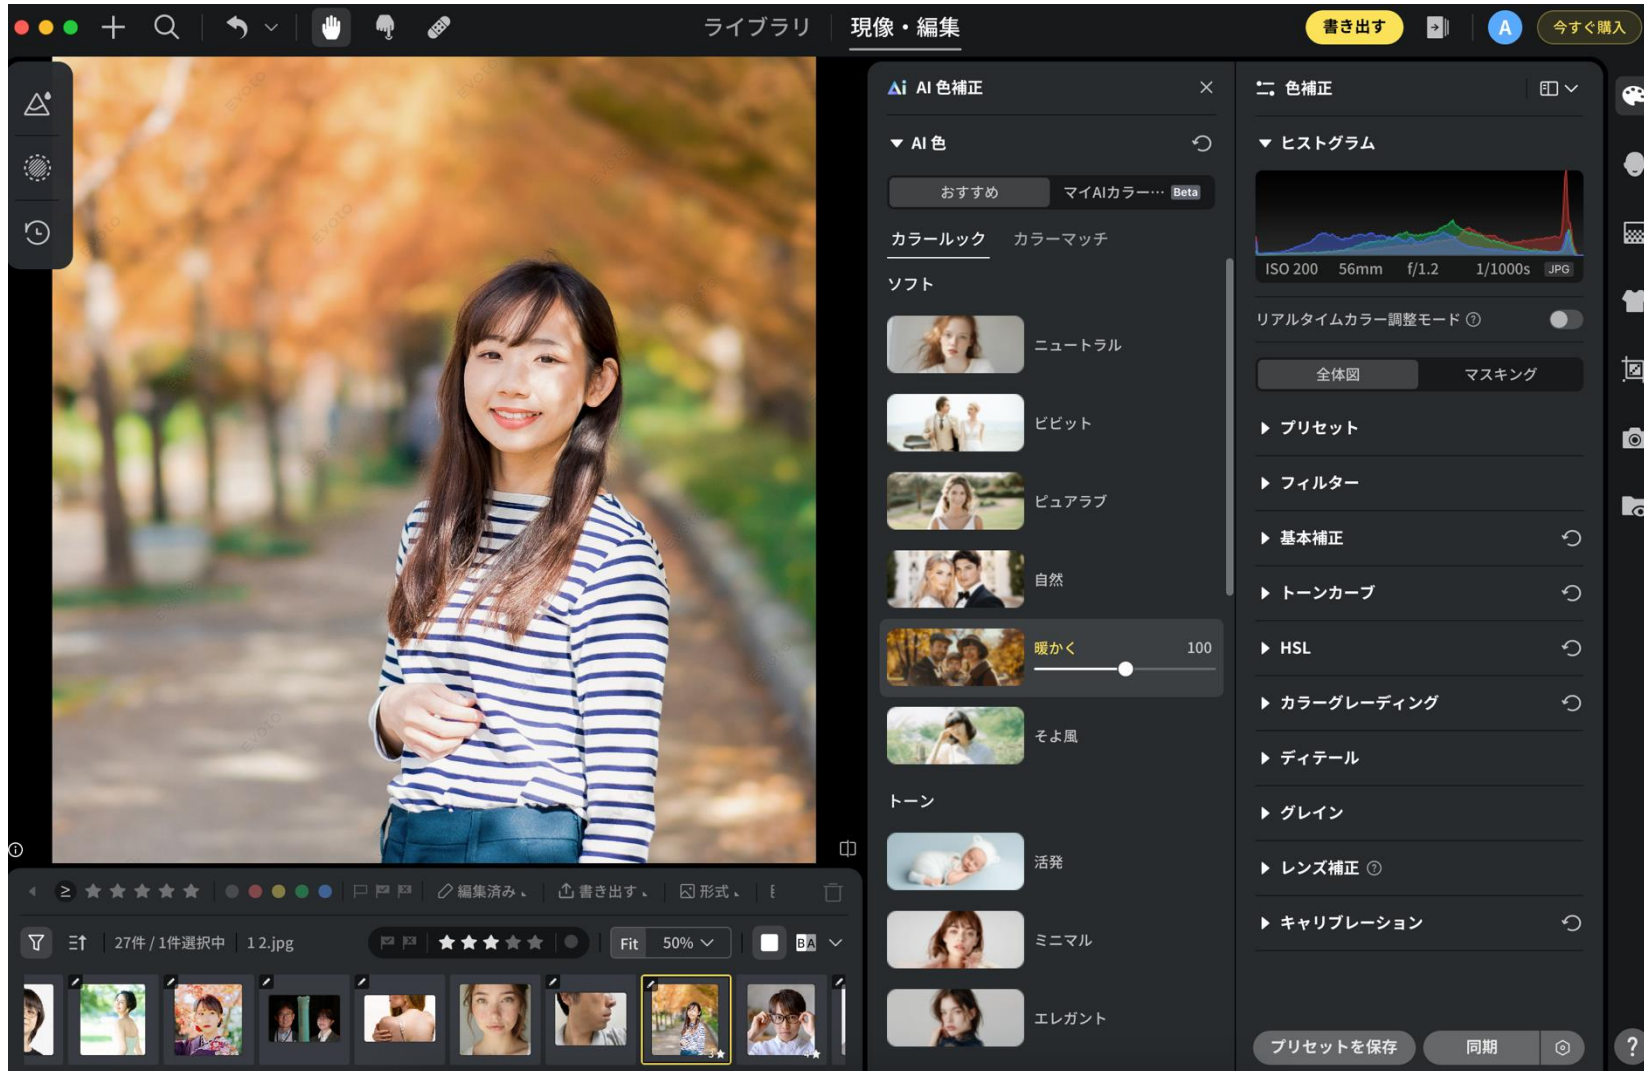 ライブラリ
現像・編集
書き出す
A
今すぐ購入
Ai AI 色補正
AI 色
おすすめ
マイAIカラー… Beta
カラールック
カラーマッチ
ソフト
ニュートラル
ビビット
ピュアラブ
自然
暖かく 100
そよ風
トーン
活発
ミニマル
エレガント
色補正
ヒストグラム
ISO 200 56mm f/1.2 1/1000s JPG
リアルタイムカラー調整モード ?
全体図
マスキング
プリセット
フィルター
基本補正
トーンカーブ
HSL
カラーグレーディング
ディテール
グレイン
レンズ補正 ?
キャリブレーション
プリセットを保存
同期
?
evoto
≥
編集済み
書き出す
形式
27件 / 1件選択中
1 2.jpg
Fit 50%
BA
3★
4★